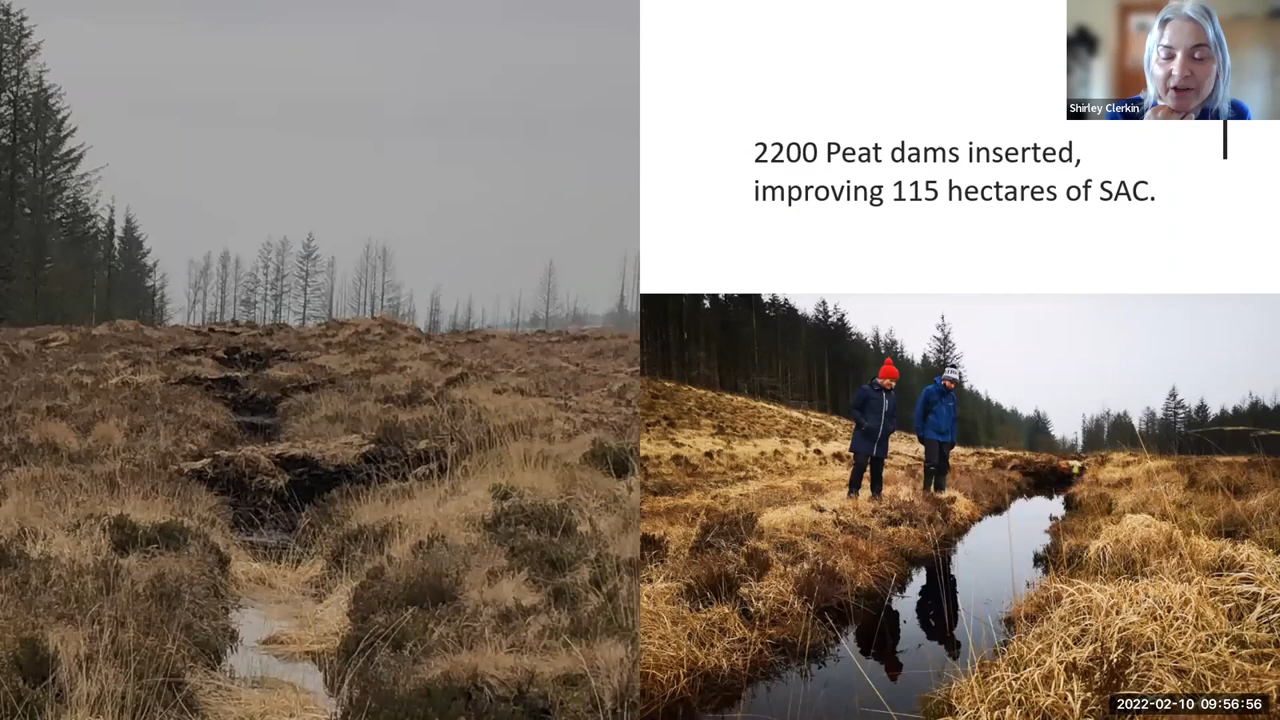 Shirley Clerkin
2200 Peat dams inserted,
improving 115 hectares of SAC.
2022-02-10 09:56:56